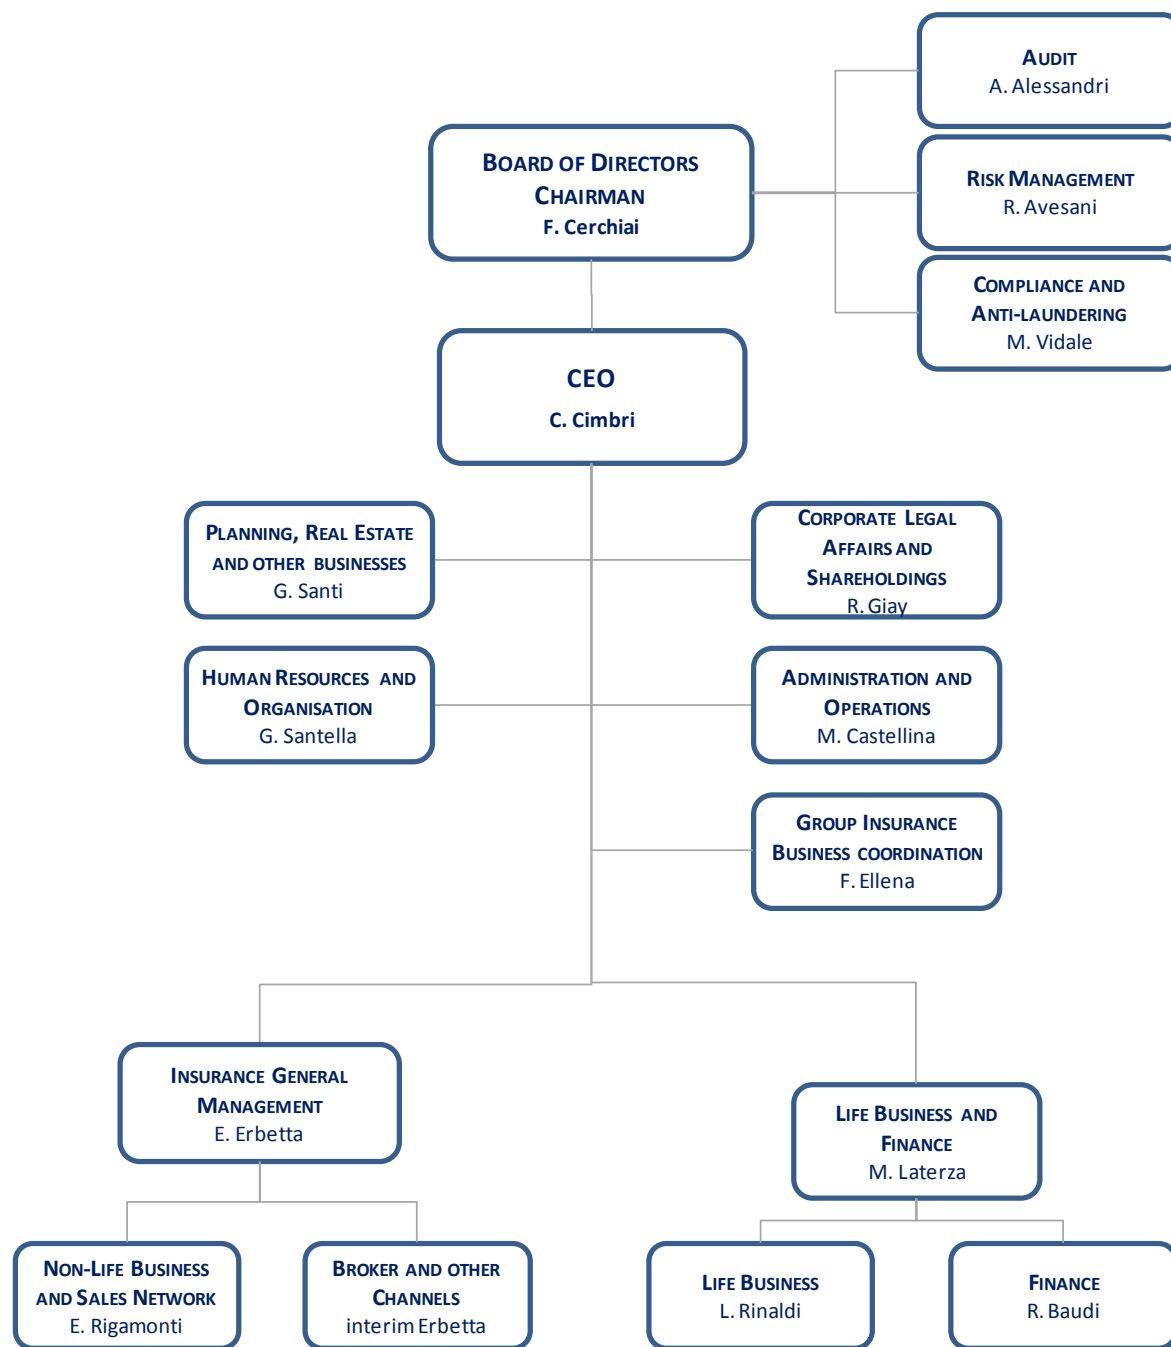 AUDIT
A. Alessandri
BOARD OF DIRECTORS
CHAIRMAN
F. Cerchiai
RISK MANAGEMENT
R. Avesani
COMPLIANCE AND
ANTI-LAUNDERING
M. Vidale
CEO
C. Cimbri
PLANNING, REAL ESTATE
AND OTHER BUSINESSES
G. Santi
CORPORATE LEGAL
AFFAIRS AND
SHAREHOLDINGS
R. Giay
HUMAN RESOURCES AND
ORGANISATION
G. Santella
ADMINISTRATION AND
OPERATIONS
M. Castellina
GROUP INSURANCE
BUSINESS COORDINATION
F. Ellena
INSURANCE GENERAL
MANAGEMENT
E. Erbetta
LIFE BUSINESS AND
FINANCE
M. Laterza
NON-LIFE BUSINESS
AND SALES NETWORK
E. Rigamonti
BROKER AND OTHER
CHANNELS
interim Erbetta
LIFE BUSINESS
L. Rinaldi
FINANCE
R. Baudi